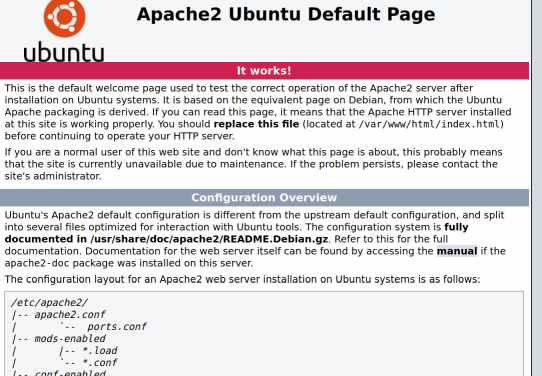 Apache2 Ubuntu Default Page
ubuntu
It works!
This is the default welcome page used to test the correct operation of the Apache2 server after
installation on Ubuntu systems. It is based on the equivalent page on Debian, from which the Ubuntu
Apache packaging is derived. If you can read this page, it means that the Apache HTTP server installed
at this site is working properly. You should replace this file (located at /var/www/html/index.html)
before continuing to operate your HTTP server.
If you are a normal user of this web site and don't know what this page is about, this probably means
that the site is currently unavailable due to maintenance. If the problem persists, please contact the
site's administrator.
Configuration Overview
Ubuntu's Apache2 default configuration is different from the upstream default configuration, and split
into several files optimized for interaction with Ubuntu tools. The configuration system is fully
documented in /usr/share/doc/apache2/README.Debian.gz. Refer to this for the full
documentation. Documentation for the web server itself can be found by accessing the manual if the
apache2-doc package was installed on this server.
The configuration layout for an Apache2 web server installation on Ubuntu systems is as follows:
/etc/apache2/
|-- apache2.conf
|       `--  ports.conf
|-- mods-enabled
|       |-- *.load
|       `-- *.conf
|-- conf-enabled